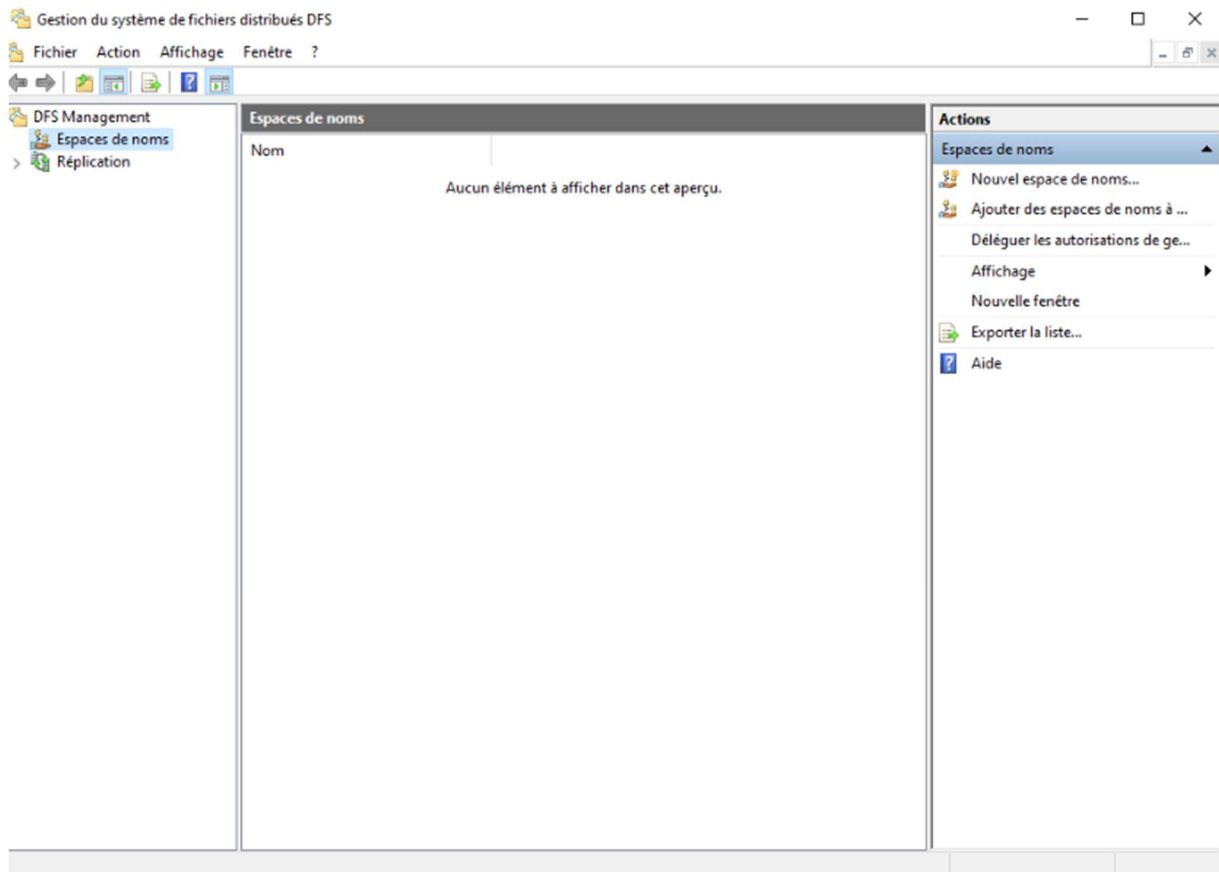 Gestion du système de fichiers distribués DFS
Fichier Action Affichage Fenêtre ?
DFS Management
Espaces de noms
Réplication
Espaces de noms
Nom
Aucun élément à afficher dans cet aperçu.
Actions
Espaces de noms
Nouvel espace de noms...
Ajouter des espaces de noms à ...
Déléguer les autorisations de ge...
Affichage
Nouvelle fenêtre
Exporter la liste...
Aide